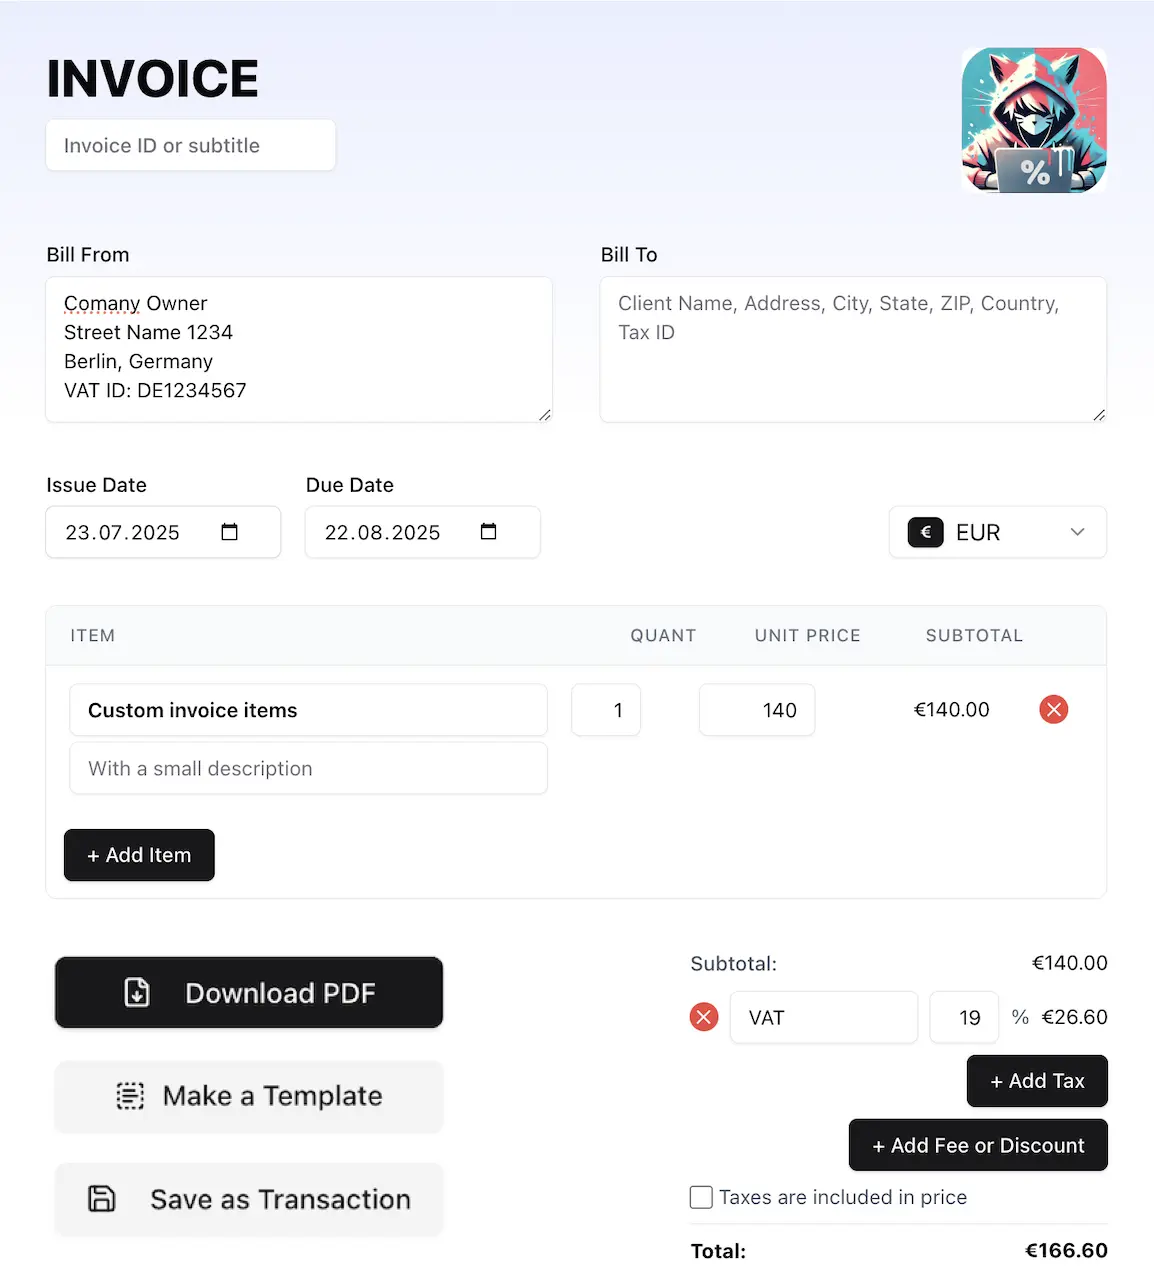 INVOICE
Invoice ID or subtitle
%
Bill From
Comany Owner
Street Name 1234
Berlin, Germany
VAT ID: DE1234567
Bill To
Client Name, Address, City, State, ZIP, Country,
Tax ID
Issue Date
23.07.2025
Due Date
22.08.2025
€ EUR
ITEM QUANT UNIT PRICE SUBTOTAL
Custom invoice items 1 140 €140.00
With a small description
+ Add Item
Download PDF
Make a Template
Save as Transaction
Subtotal: €140.00
VAT 19 % €26.60
+ Add Tax
+ Add Fee or Discount
Taxes are included in price
Total: €166.60